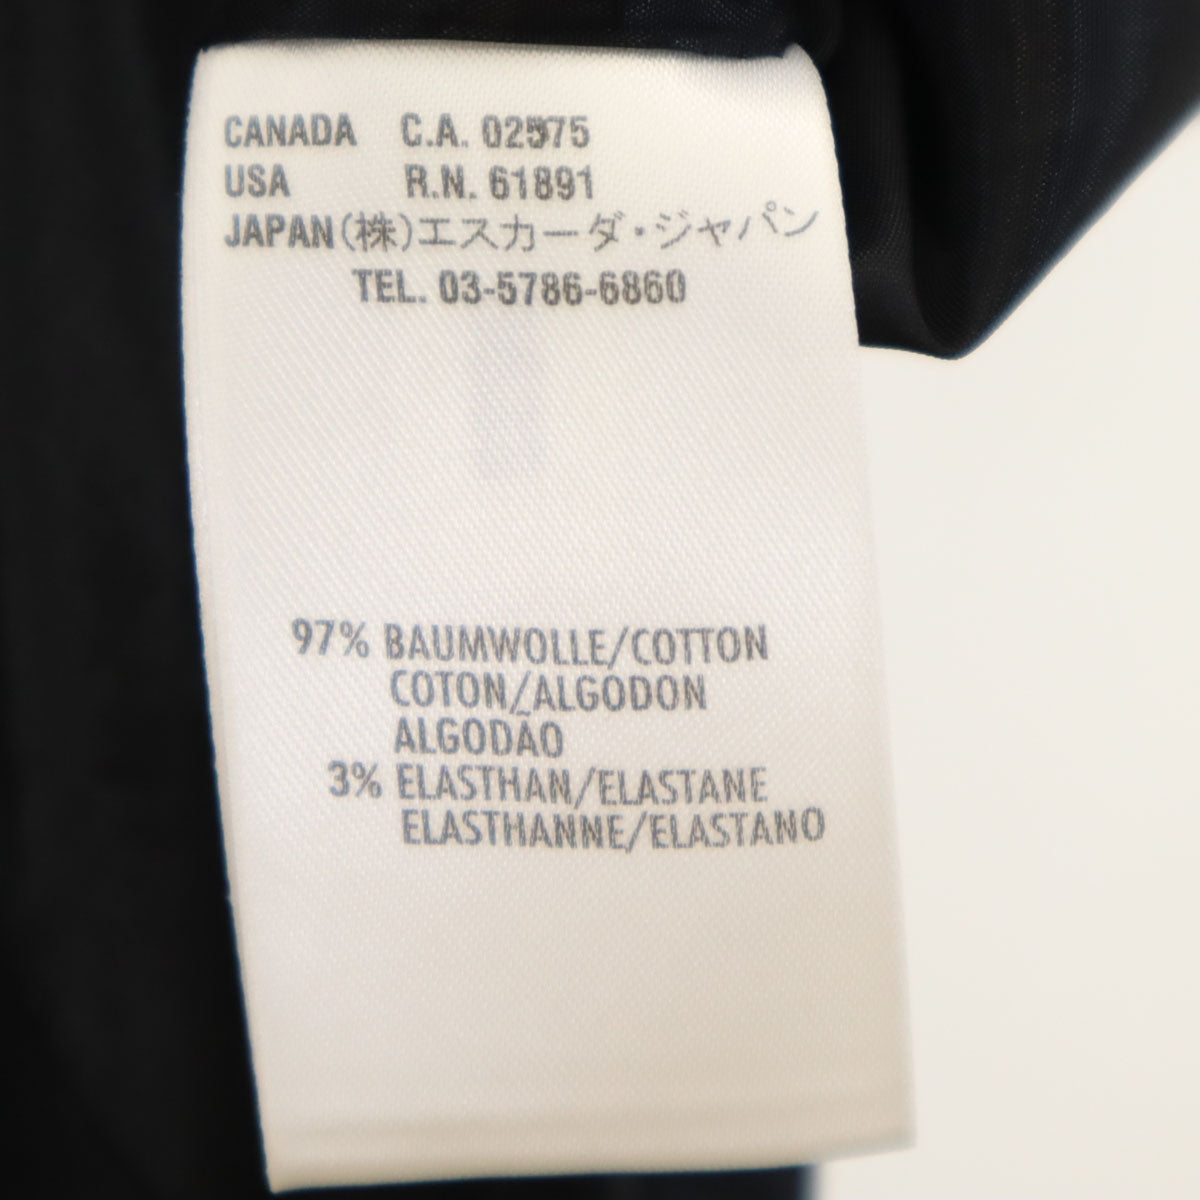 CANADA C.A. 02575
USA R.N. 61891
JAPAN(株)エスカーダ・ジャパン
TEL. 03-5786-6860
97% BAUMWOLLE/COTTON
COTON/ALGODON
ALGODÃO
3% ELASTHAN/ELASTANE
ELASTHANNE/ELASTANO